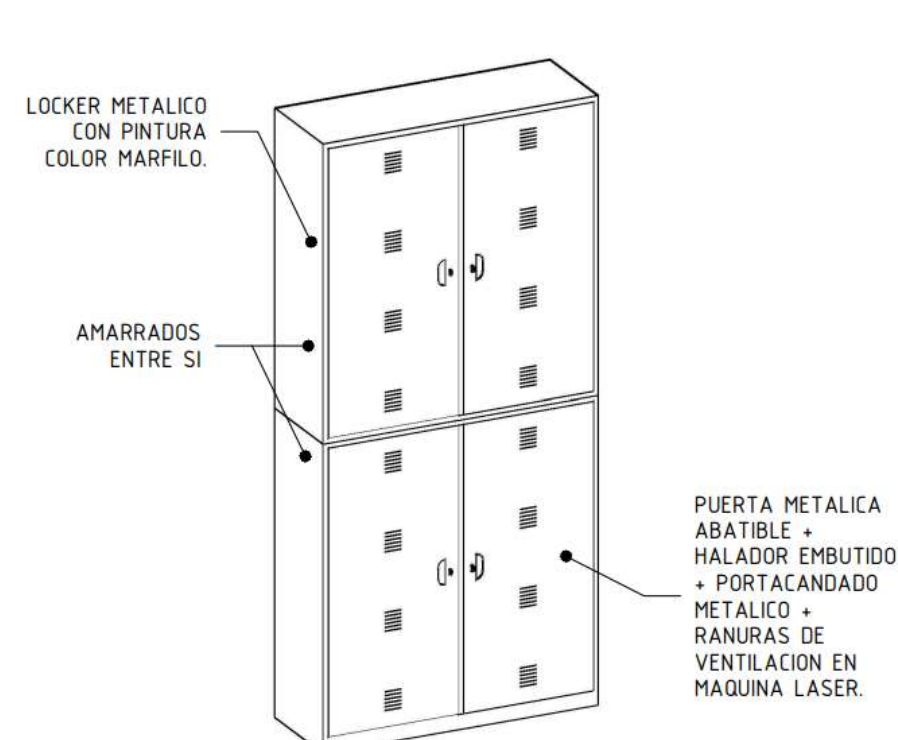 LOCKER METALICO
CON PINTURA
COLOR MARFILO.
AMARRADOS
ENTRE SI
PUERTA METALICA
ABATIBLE +
HALADOR EMBUTIDO
+ PORTACANDADO
METALICO +
RANURAS DE
VENTILACION EN
MAQUINA LASER.